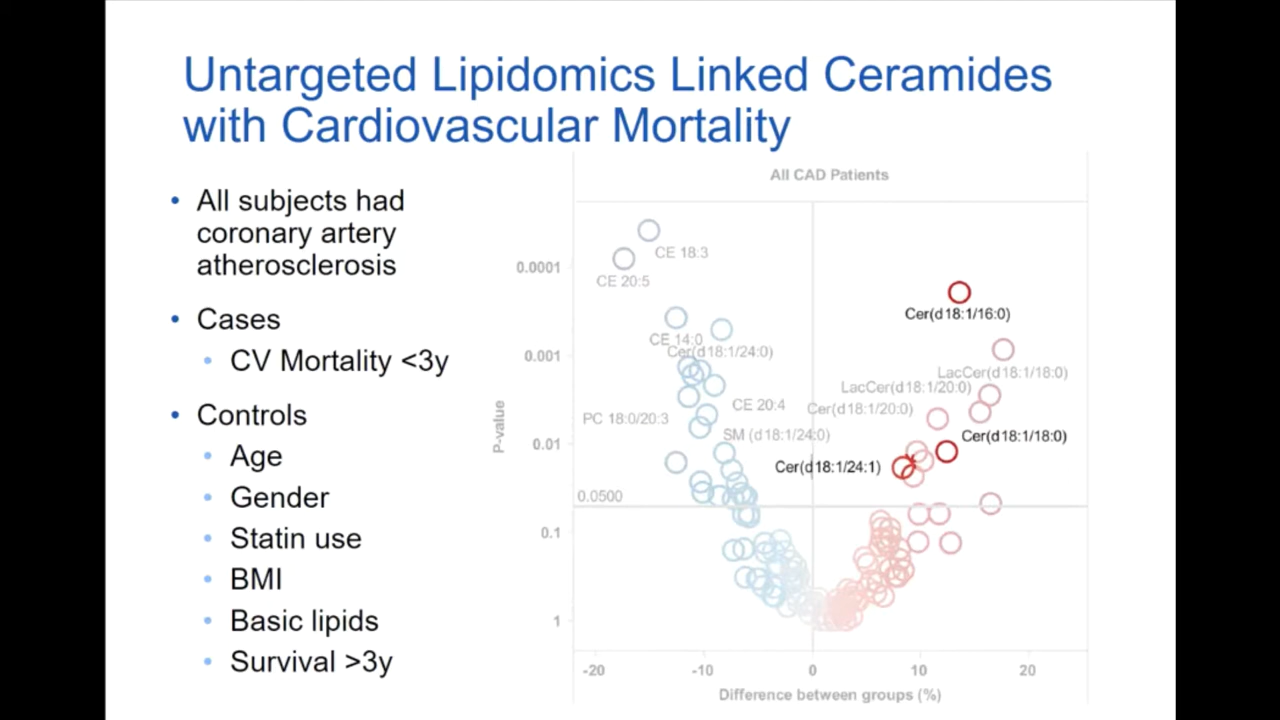 Untargeted Lipidomics Linked Ceramides
with Cardiovascular Mortality
• All subjects had
coronary artery
atherosclerosis
• Cases
• CV Mortality <3y
• Controls
• Age
• Gender
• Statin use
• BMI
• Basic lipids
• Survival >3y
All CAD Patients
P-value
0.0001
0.001
0.01
0.0500
0.1
1
CE 18:3
CE 20:5
Cer(d18:1/16:0)
CE 14:0
Cer(d18:1/24:0)
LacCer(d18:1/18:0)
LacCer(d18:1/20:0)
CE 20:4
Cer(d18:1/20:0)
PC 18:0/20:3
SM (d18:1/24:0)
Cer(d18:1/18:0)
Cer(d18:1/24:1)
-20
-10
0
10
20
Difference between groups (%)